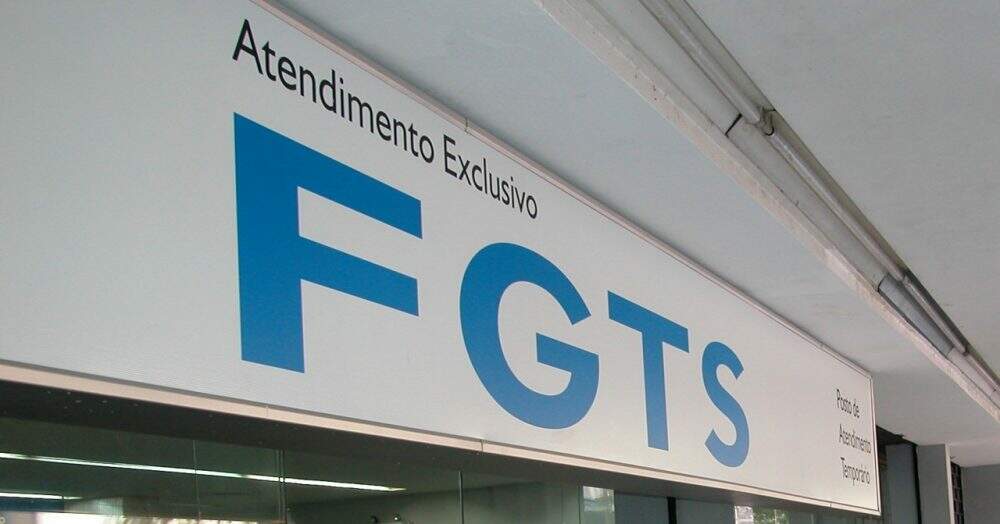 Atendimento Exclusivo
FGTS
Posto de
Atendimento
Temporário